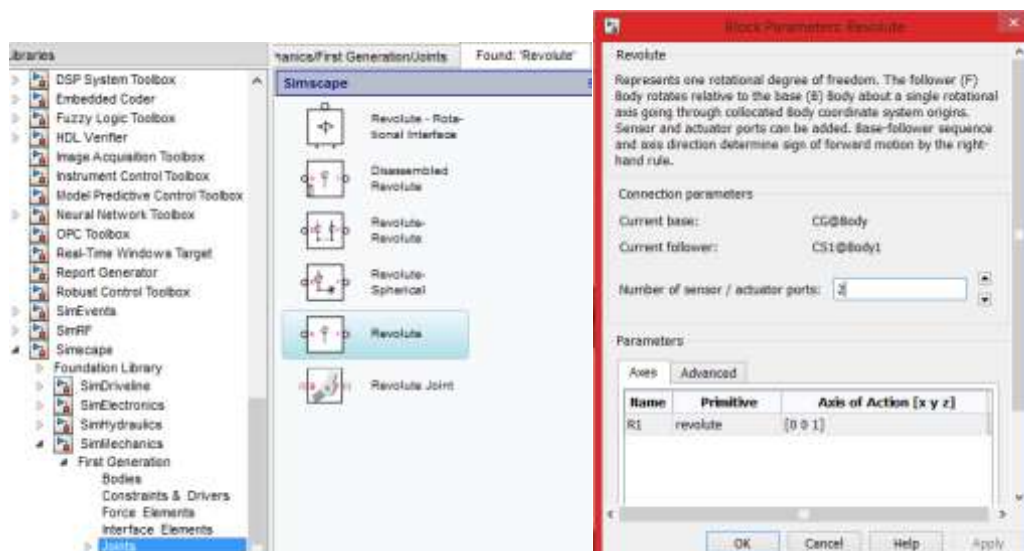 ibraries
DSP System Toolbox
Embedded Coder
Fuzzy Logic Toolbox
HDL Verifier
Image Acquisition Toolbox
Instrument Control Toolbox
Model Predictive Control Toolbox
Neural Network Toolbox
OPC Toolbox
Real-Time Windows Target
Report Generator
Robust Control Toolbox
SimEvents
SimRF
Simscape
Foundation Library
SimDriveline
SimElectronics
SimHydraulics
SimMechanics
First Generation
Bodies
Constraints & Drivers
Force Elements
Interface Elements
Joints
hanics/First Generation/Joints
Found: 'Revolute'
Simscape
Revolute - Rota-
tional Interface
Disassembled
Revolute
Revolute-
Revolute
Revolute-
Spherical
Revolute
Revolute Joint
Block Parameters: Revolute
Revolute
Represents one rotational degree of freedom. The follower (F)
Body rotates relative to the base (B) Body about a single rotational
axis going through collocated Body coordinate system origins.
Sensor and actuator ports can be added. Base-follower sequence
and axis direction determine sign of forward motion by the right-
hand rule.
Connection parameters
Current base: CG@Body
Current follower: CS1@Body1
Number of sensor / actuator ports: 2
Parameters
Axes Advanced
Name Primitive Axis of Action [x y z]
R1 revolute [0 0 1]
OK Cancel Help Apply